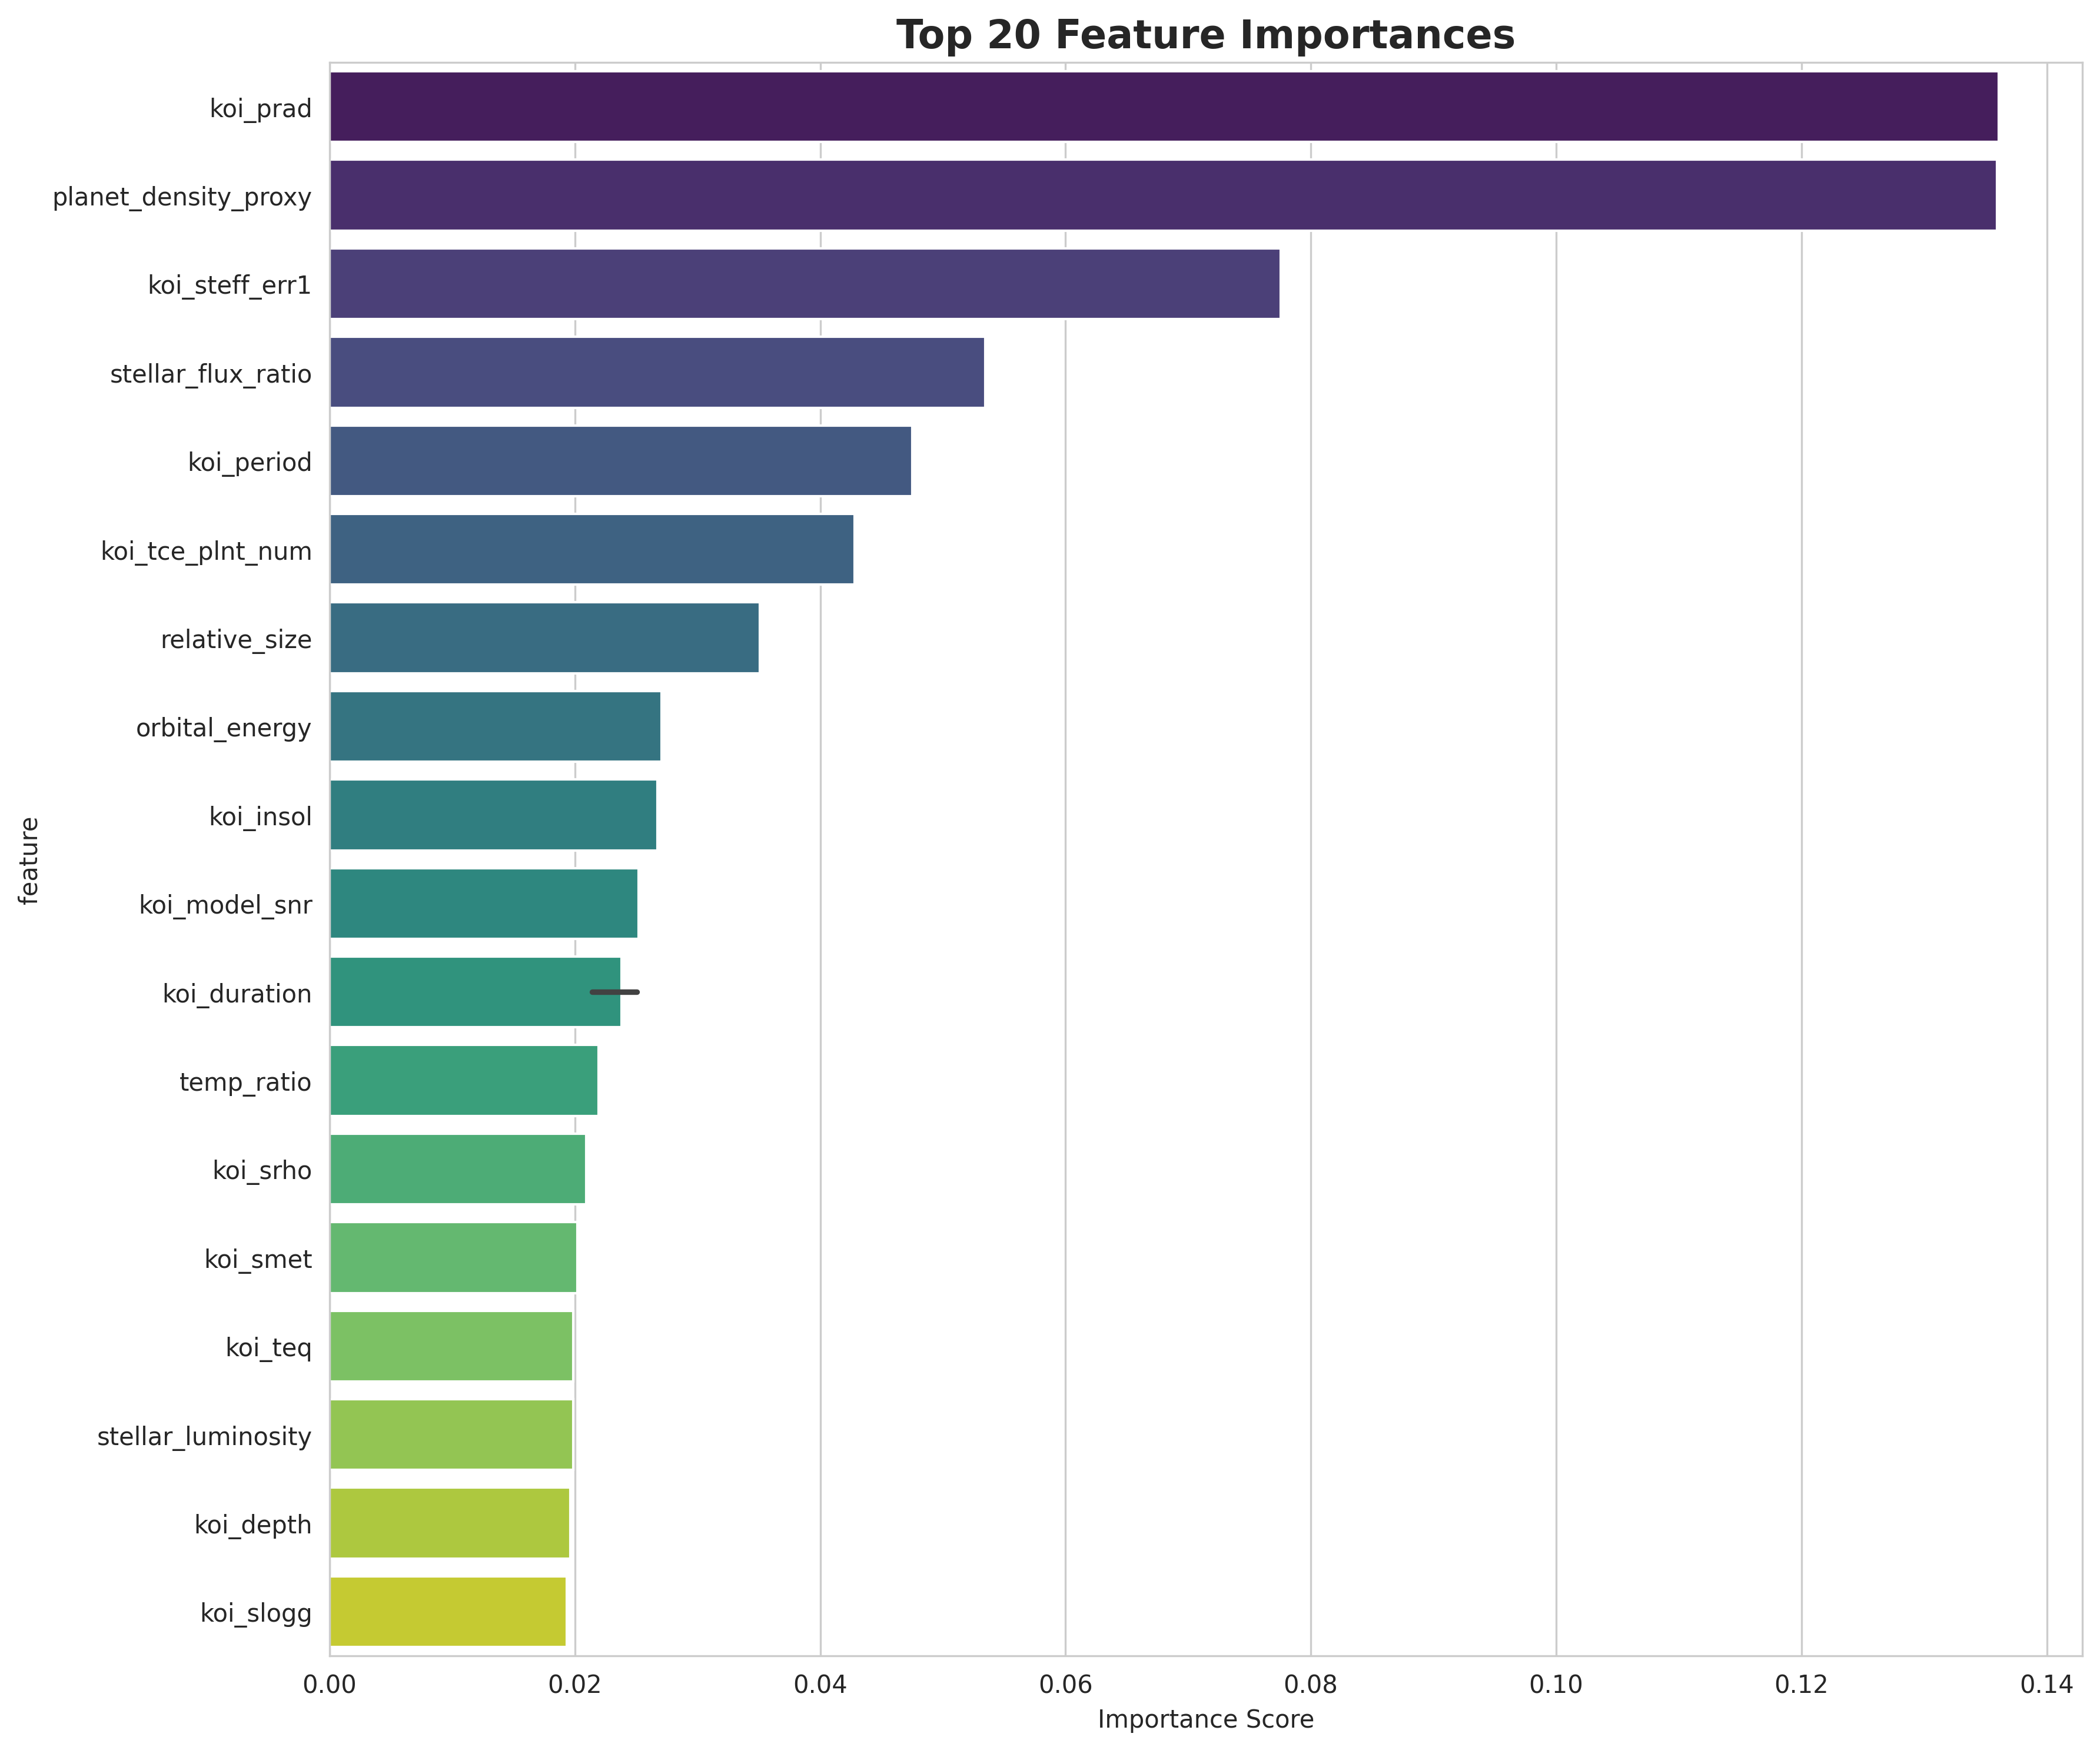 Top 20 Feature Importances
koi_prad
planet_density_proxy
koi_steff_err1
stellar_flux_ratio
koi_period
koi_tce_plnt_num
relative_size
orbital_energy
koi_insol
koi_model_snr
koi_duration
temp_ratio
koi_srho
koi_smet
koi_teq
stellar_luminosity
koi_depth
koi_slogg
feature
0.00 0.02 0.04 0.06 0.08 0.10 0.12 0.14
Importance Score